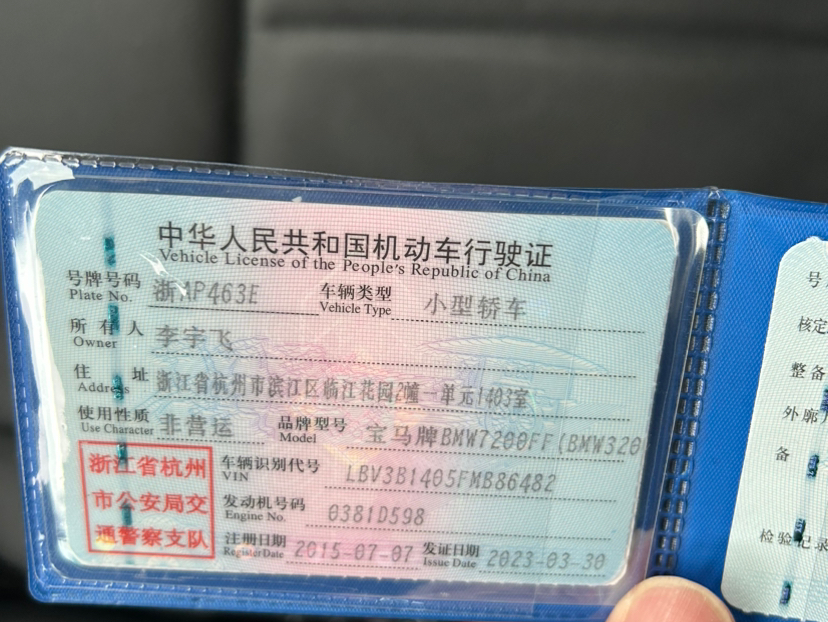 中华人民共和国机动车行驶证
Vehicle License of the People's Republic of China
号牌号码 浙AP463E 车辆类型 小型轿车
Plate No. Vehicle Type
所有人 李宇飞
Owner
住址 浙江省杭州市滨江区临江花园2幢一单元1403室
Address
使用性质 非营运 品牌型号 宝马牌BMW7200FF(BMW320
Use Character Model
浙江省杭州
市公安局交
通警察支队
车辆识别代号 LBV3B1405FMB86482
VIN
发动机号码 0381D598
Engine No.
注册日期 2015-07-07 发证日期 2023-03-30
Register Date Issue Date
号
核定
整备
外廓
备
检验记录